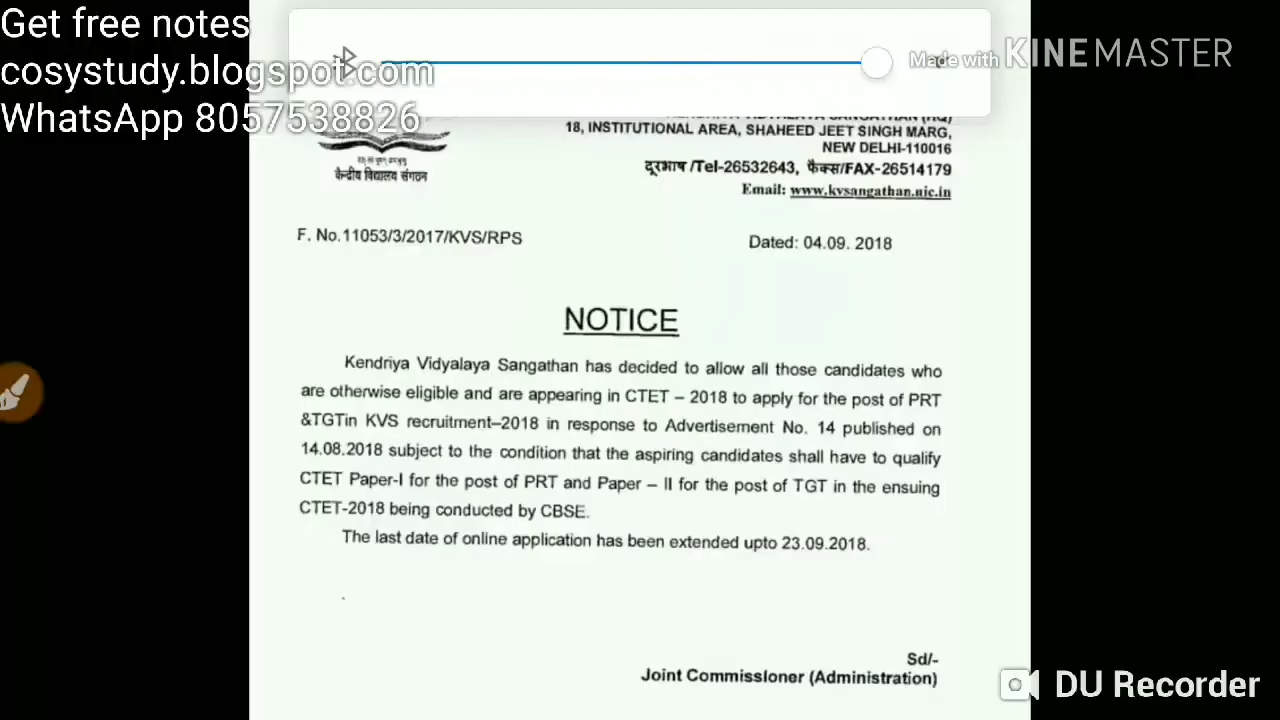 Get free notes
cosystudy.blogspot.com
WhatsApp 8057538826
Made with KINEMASTER
18, INSTITUTIONAL AREA, SHAHEED JEET SINGH MARG,
NEW DELHI-110016
दूरभाष /Tel-26532643, फैक्स/FAX-26514179
Email: www.kvsangathan.nic.in
केन्द्रीय विद्यालय संगठन
F. No.11053/3/2017/KVS/RPS
Dated: 04.09. 2018
NOTICE
Kendriya Vidyalaya Sangathan has decided to allow all those candidates who
are otherwise eligible and are appearing in CTET – 2018 to apply for the post of PRT
&TGTin KVS recruitment–2018 in response to Advertisement No. 14 published on
14.08.2018 subject to the condition that the aspiring candidates shall have to qualify
CTET Paper-I for the post of PRT and Paper – II for the post of TGT in the ensuing
CTET-2018 being conducted by CBSE.
The last date of online application has been extended upto 23.09.2018.
Sd/-
Joint Commissioner (Administration)
DU Recorder